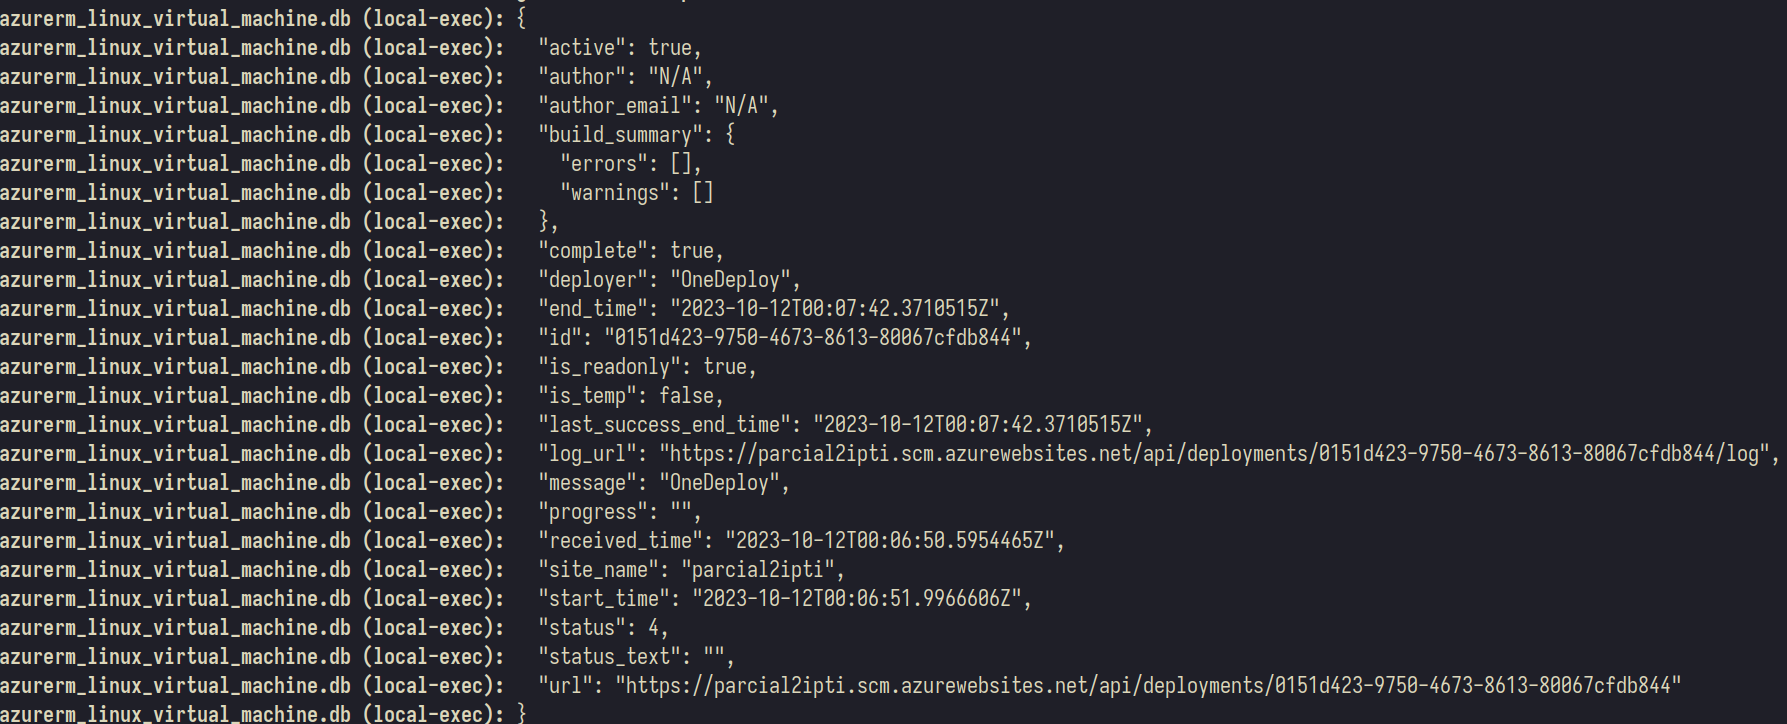 azurerm_linux_virtual_machine.db (local-exec): {
azurerm_linux_virtual_machine.db (local-exec):   "active": true,
azurerm_linux_virtual_machine.db (local-exec):   "author": "N/A",
azurerm_linux_virtual_machine.db (local-exec):   "author_email": "N/A",
azurerm_linux_virtual_machine.db (local-exec):   "build_summary": {
azurerm_linux_virtual_machine.db (local-exec):     "errors": [],
azurerm_linux_virtual_machine.db (local-exec):     "warnings": []
azurerm_linux_virtual_machine.db (local-exec):   },
azurerm_linux_virtual_machine.db (local-exec):   "complete": true,
azurerm_linux_virtual_machine.db (local-exec):   "deployer": "OneDeploy",
azurerm_linux_virtual_machine.db (local-exec):   "end_time": "2023-10-12T00:07:42.3710515Z",
azurerm_linux_virtual_machine.db (local-exec):   "id": "0151d423-9750-4673-8613-80067cfdb844",
azurerm_linux_virtual_machine.db (local-exec):   "is_readonly": true,
azurerm_linux_virtual_machine.db (local-exec):   "is_temp": false,
azurerm_linux_virtual_machine.db (local-exec):   "last_success_end_time": "2023-10-12T00:07:42.3710515Z",
azurerm_linux_virtual_machine.db (local-exec):   "log_url": "https://parcial2ipti.scm.azurewebsites.net/api/deployments/0151d423-9750-4673-8613-80067cfdb844/log",
azurerm_linux_virtual_machine.db (local-exec):   "message": "OneDeploy",
azurerm_linux_virtual_machine.db (local-exec):   "progress": "",
azurerm_linux_virtual_machine.db (local-exec):   "received_time": "2023-10-12T00:06:50.5954465Z",
azurerm_linux_virtual_machine.db (local-exec):   "site_name": "parcial2ipti",
azurerm_linux_virtual_machine.db (local-exec):   "start_time": "2023-10-12T00:06:51.9966606Z",
azurerm_linux_virtual_machine.db (local-exec):   "status": 4,
azurerm_linux_virtual_machine.db (local-exec):   "status_text": "",
azurerm_linux_virtual_machine.db (local-exec):   "url": "https://parcial2ipti.scm.azurewebsites.net/api/deployments/0151d423-9750-4673-8613-80067cfdb844"
azurerm_linux_virtual_machine.db (local-exec): }